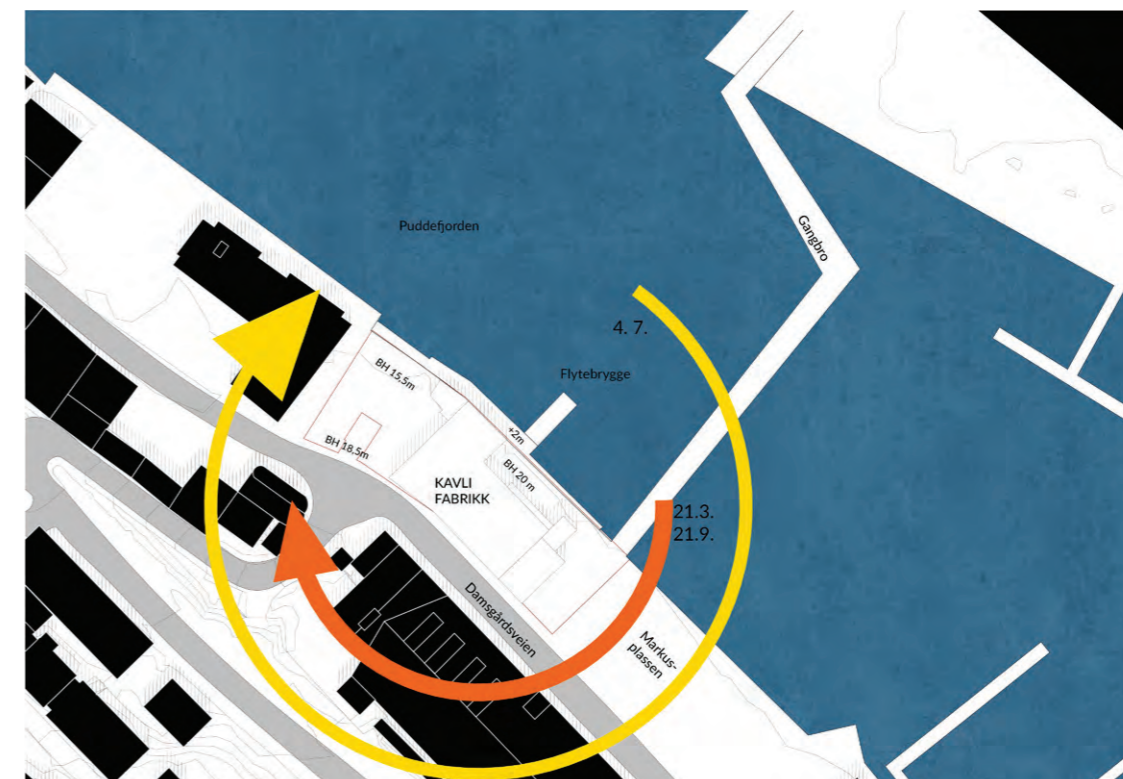 Puddefjorden
Gangbro
4. 7.
Flytebrygge
BH 15,5m
+2m
BH 18,5m
BH 20 m
KAVLI
FABRIKK
21.3.
21.9.
Damsgårdsveien
Markus-
plassen